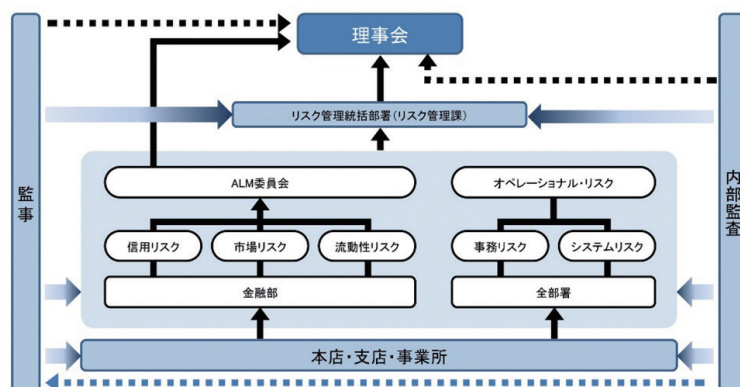 理事会
リスク管理統括部署(リスク管理課)
監事
内部監査
ALM委員会
オペレーショナル・リスク
信用リスク
市場リスク
流動性リスク
事務リスク
システムリスク
金融部
全部署
本店・支店・事業所